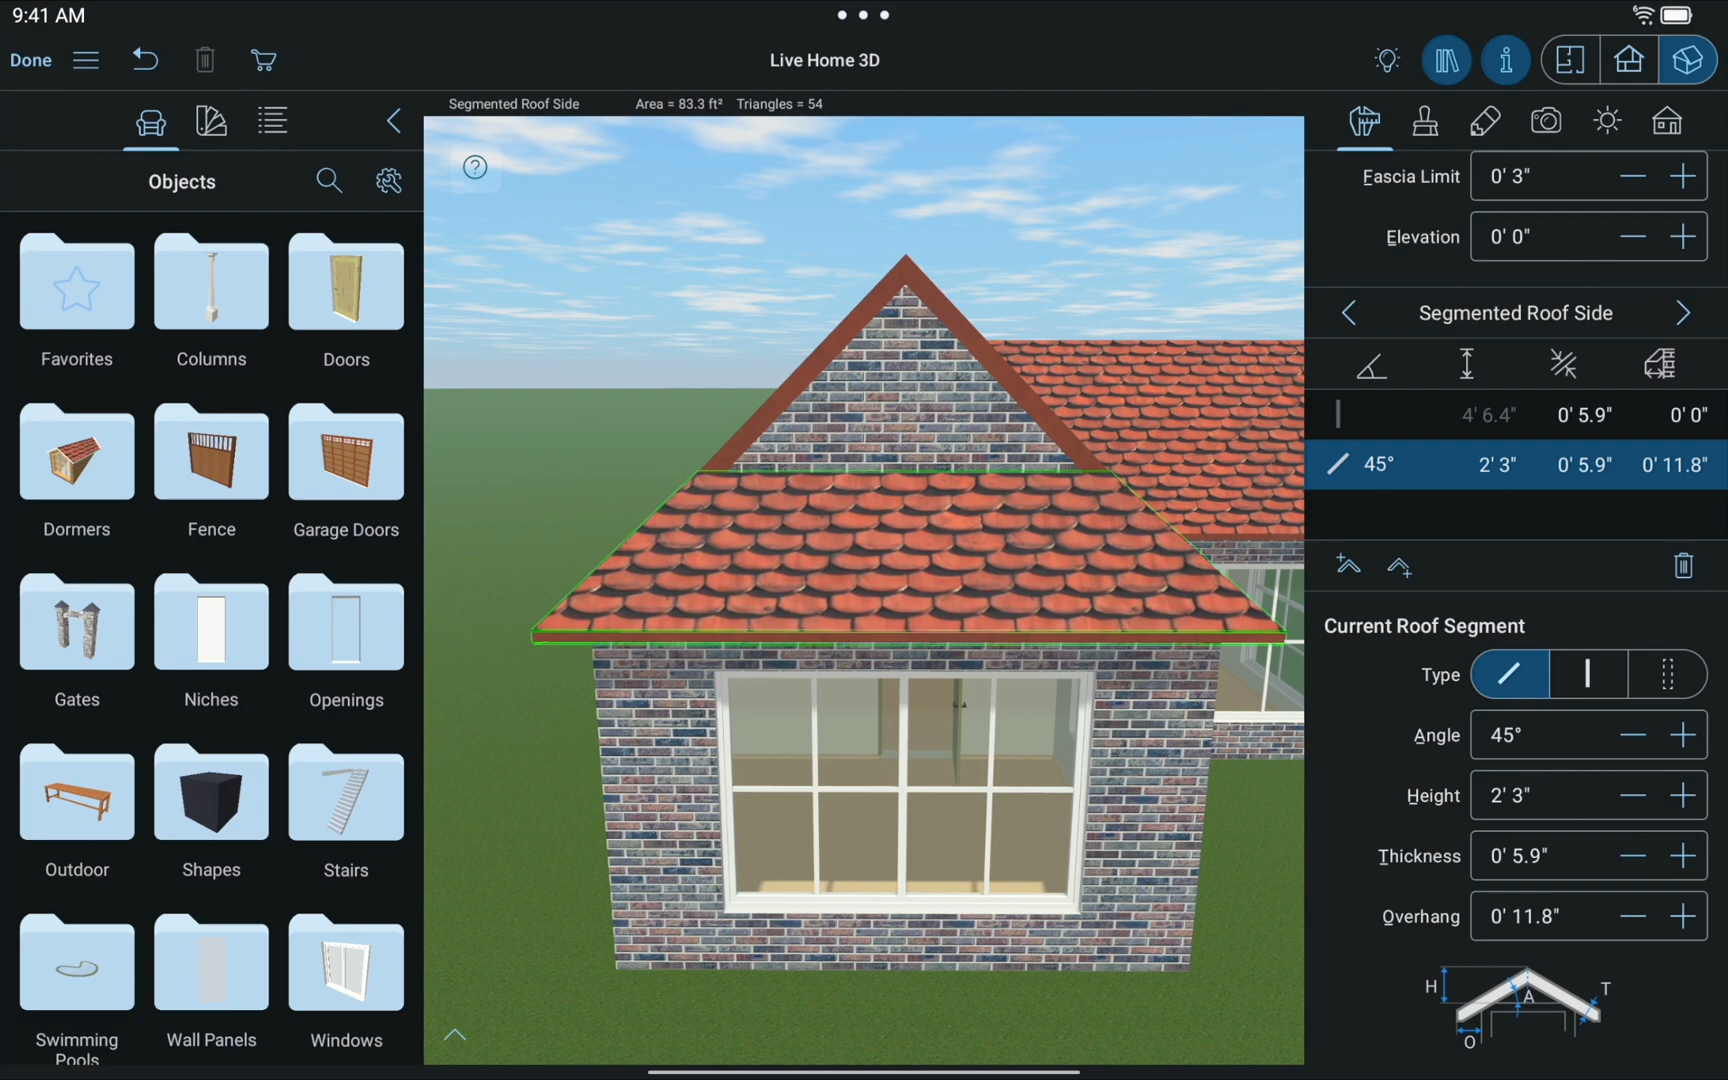 9:41 AM
Done
Live Home 3D
Segmented Roof Side Area = 83.3 ft² Triangles = 54
Objects
Favorites Columns Doors
Dormers Fence Garage Doors
Gates Niches Openings
Outdoor Shapes Stairs
Swimming Pools Wall Panels Windows
?
Fascia Limit 0' 3"
Elevation 0' 0"
Segmented Roof Side
4' 6.4" 0' 5.9" 0' 0"
45° 2' 3" 0' 5.9" 0' 11.8"
Current Roof Segment
Type
Angle 45°
Height 2' 3"
Thickness 0' 5.9"
Overhang 0' 11.8"
H A T
O